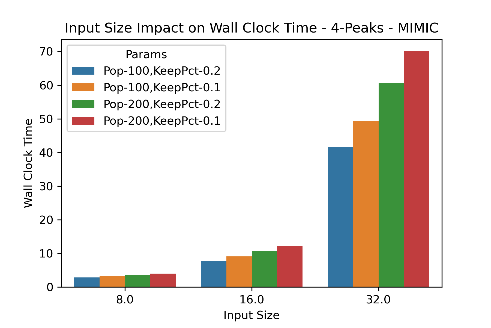 Input Size Impact on Wall Clock Time - 4-Peaks - MIMIC
Params
Pop-100,KeepPct-0.2
Pop-100,KeepPct-0.1
Pop-200,KeepPct-0.2
Pop-200,KeepPct-0.1
Wall Clock Time
70
60
50
40
30
20
10
0
8.0
16.0
32.0
Input Size